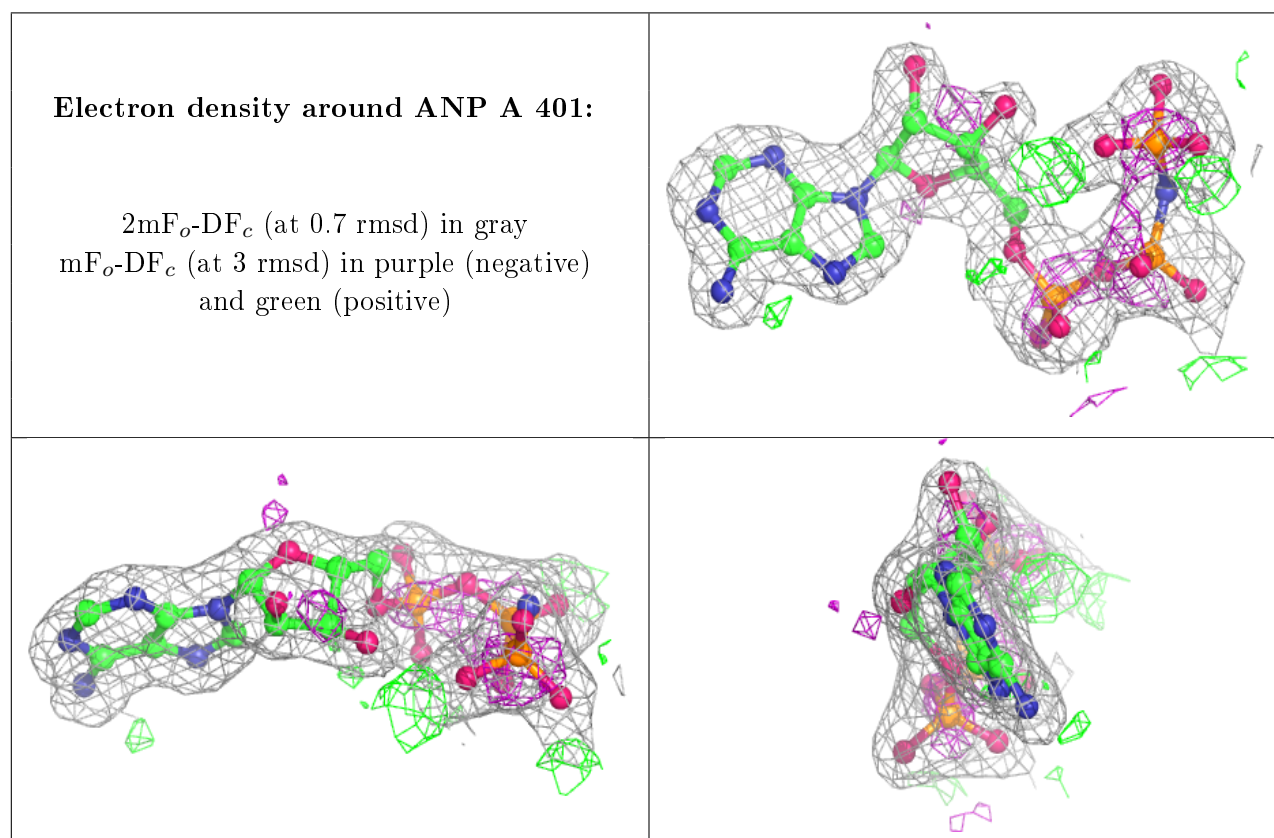 Electron density around ANP A 401:
2mFo-DFc (at 0.7 rmsd) in gray
mFo-DFc (at 3 rmsd) in purple (negative)
and green (positive)